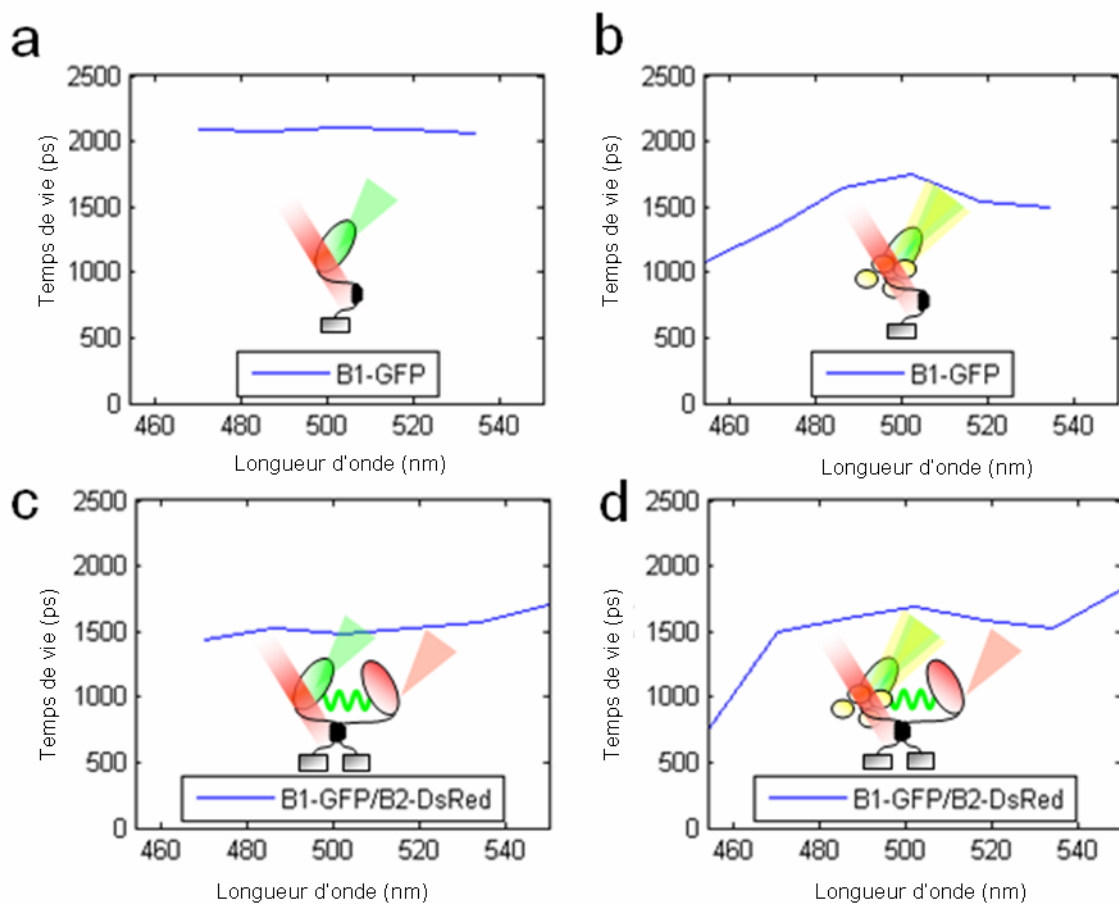 a
2500
2000
1500
1000
500
0
Temps de vie (ps)
B1-GFP
460 480 500 520 540
Longueur d'onde (nm)
b
2500
2000
1500
1000
500
0
Temps de vie (ps)
B1-GFP
460 480 500 520 540
Longueur d'onde (nm)
c
2500
2000
1500
1000
500
0
Temps de vie (ps)
B1-GFP/B2-DsRed
460 480 500 520 540
Longueur d'onde (nm)
d
2500
2000
1500
1000
500
0
Temps de vie (ps)
B1-GFP/B2-DsRed
460 480 500 520 540
Longueur d'onde (nm)